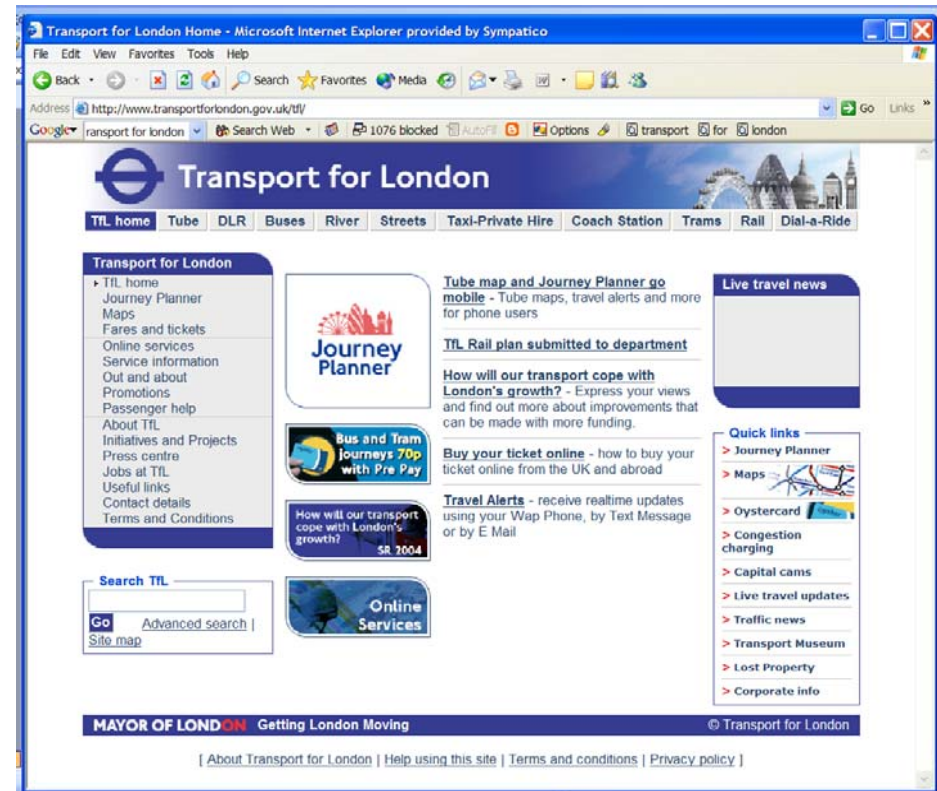 Transport for London Home - Microsoft Internet Explorer provided by Sympatico
File Edit View Favorites Tools Help
Back Search Favorites Media
Address http://www.transportforlondon.gov.uk/tfl/ Go Links »
Google ransport for london Search Web 1076 blocked AutoFill Options transport for london
Transport for London
TfL home Tube DLR Buses River Streets Taxi-Private Hire Coach Station Trams Rail Dial-a-Ride
Transport for London
TfL home
Journey Planner
Maps
Fares and tickets
Online services
Service information
Out and about
Promotions
Passenger help
About TfL
Initiatives and Projects
Press centre
Jobs at TfL
Useful links
Contact details
Terms and Conditions
Search TfL
Go Advanced search |
Site map
Journey
Planner
Bus and Tram
journeys 70p
with Pre Pay
How will our transport
cope with London's
growth?
SR 2004
Online
Services
Tube map and Journey Planner go
mobile - Tube maps, travel alerts and more
for phone users
TfL Rail plan submitted to department
How will our transport cope with
London's growth? - Express your views
and find out more about improvements that
can be made with more funding.
Buy your ticket online - how to buy your
ticket online from the UK and abroad
Travel Alerts - receive realtime updates
using your Wap Phone, by Text Message
or by E Mail
Live travel news
Quick links
> Journey Planner
> Maps
> Oystercard
> Congestion
charging
> Capital cams
> Live travel updates
> Traffic news
> Transport Museum
> Lost Property
> Corporate info
MAYOR OF LONDON Getting London Moving © Transport for London
[ About Transport for London | Help using this site | Terms and conditions | Privacy policy ]